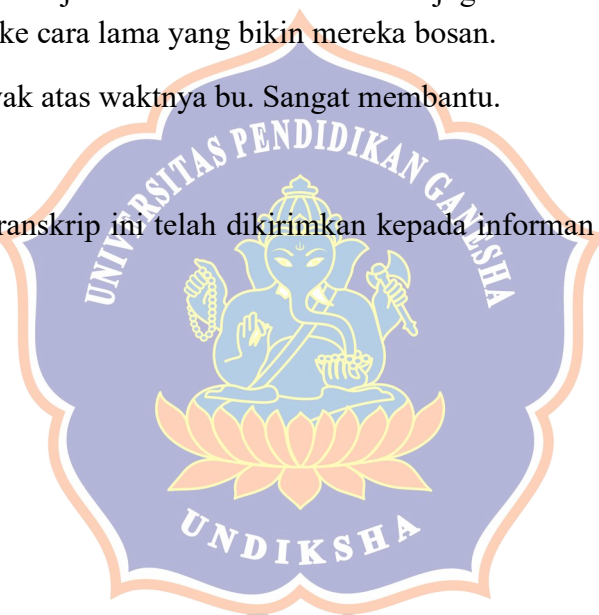 ke cara lama yang bikin mereka bosan.
yak atas waktnya bu. Sangat membantu.
UNIVERSITAS PENDIDIKAN GANESHA
ranskrip ini telah dikirimkan kepada informan
UNDIKSHA